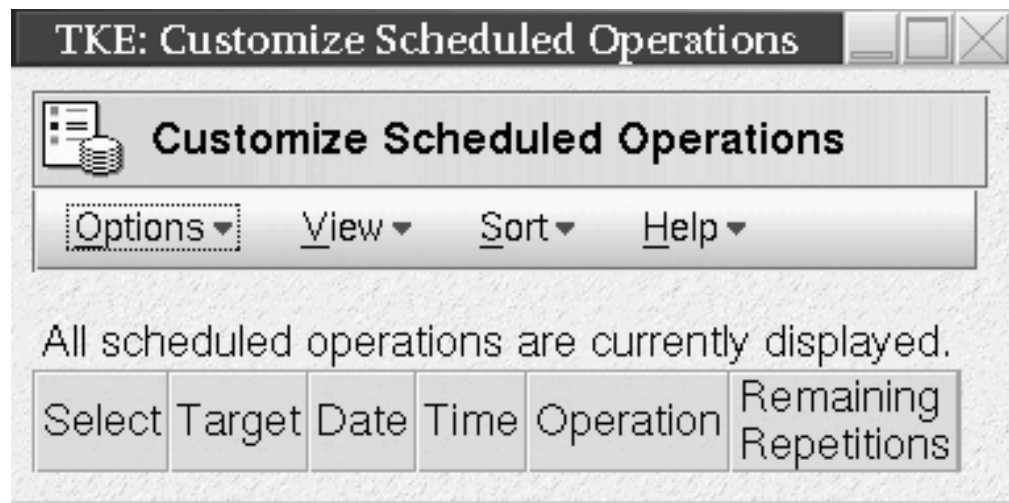 TKE: Customize Scheduled Operations
Customize Scheduled Operations
Options View Sort Help
All scheduled operations are currently displayed.
Select Target Date Time Operation Remaining Repetitions